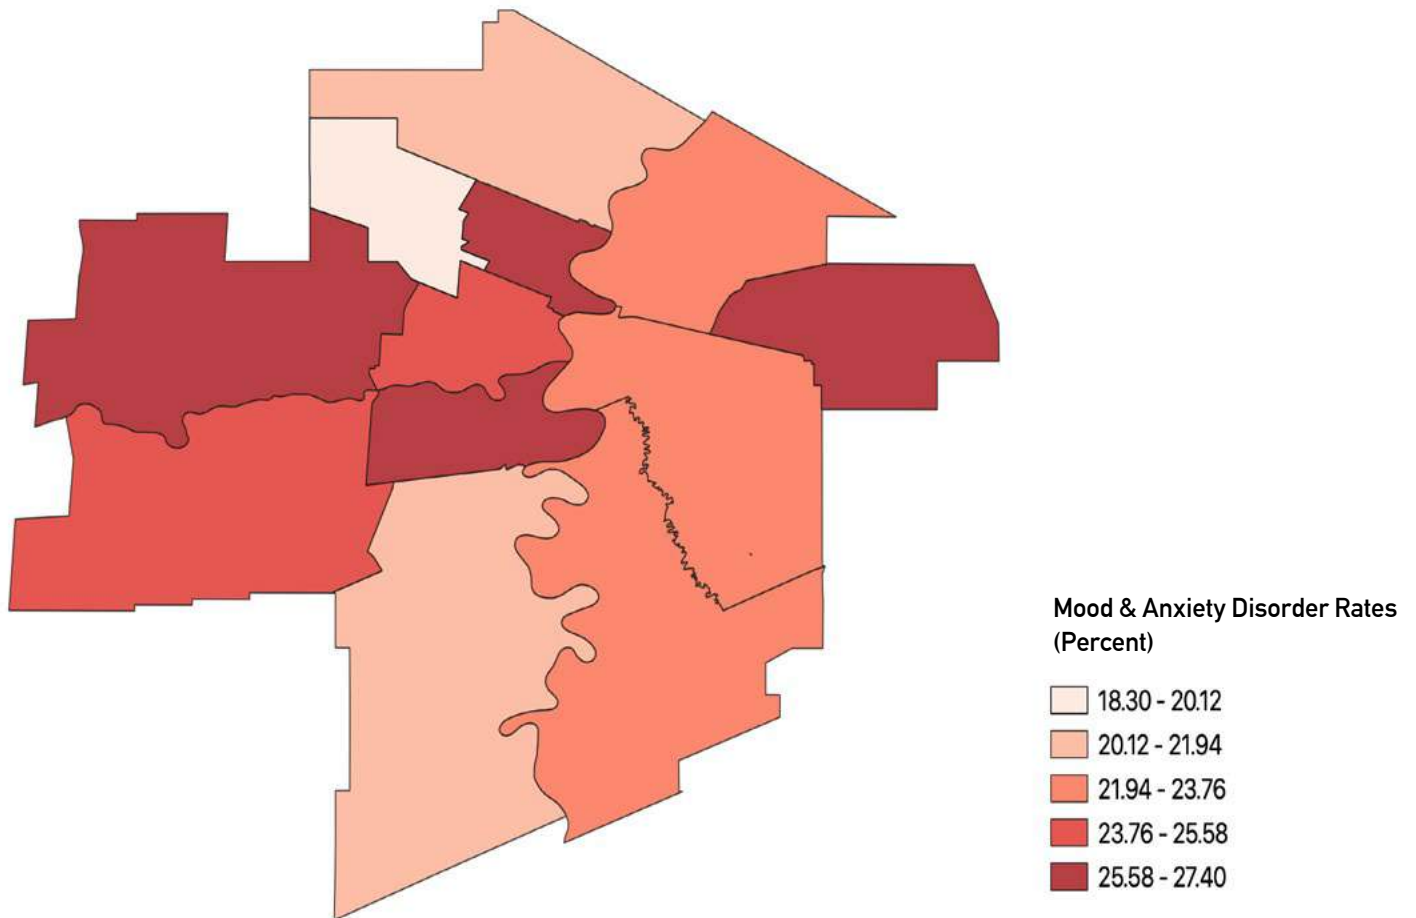 Mood & Anxiety Disorder Rates
(Percent)
18.30 - 20.12
20.12 - 21.94
21.94 - 23.76
23.76 - 25.58
25.58 - 27.40